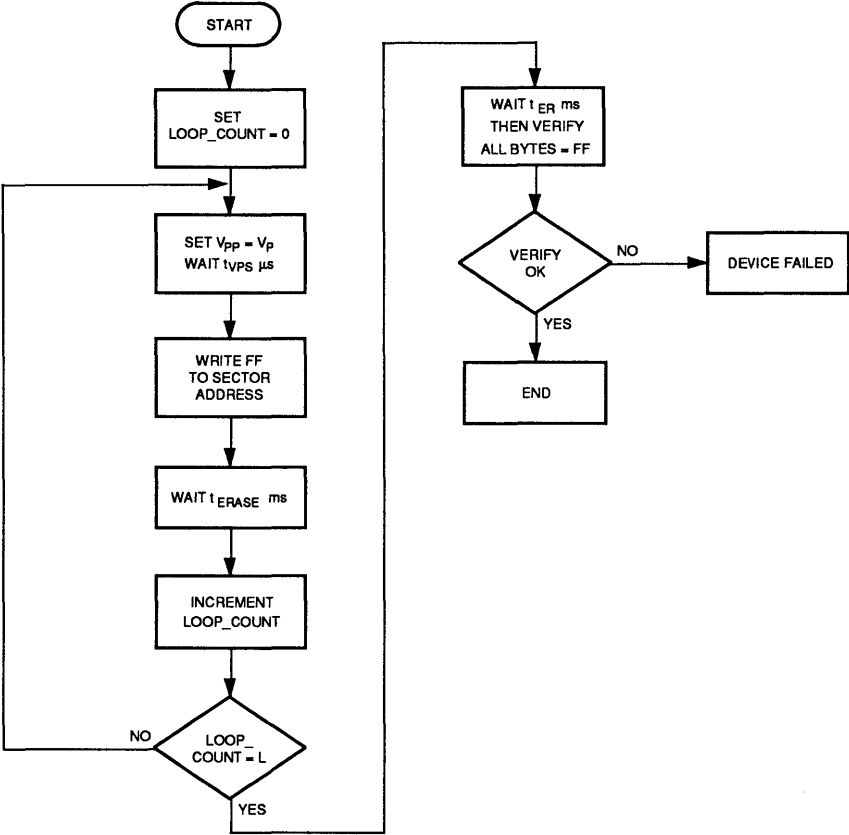 START
SET
LOOP_COUNT = 0
SET VPP = VP
WAIT tVPS µs
WRITE FF
TO SECTOR
ADDRESS
WAIT tERASE ms
INCREMENT
LOOP_COUNT
LOOP_
COUNT = L
NO
YES
WAIT tER ms
THEN VERIFY
ALL BYTES = FF
VERIFY
OK
NO
DEVICE FAILED
YES
END